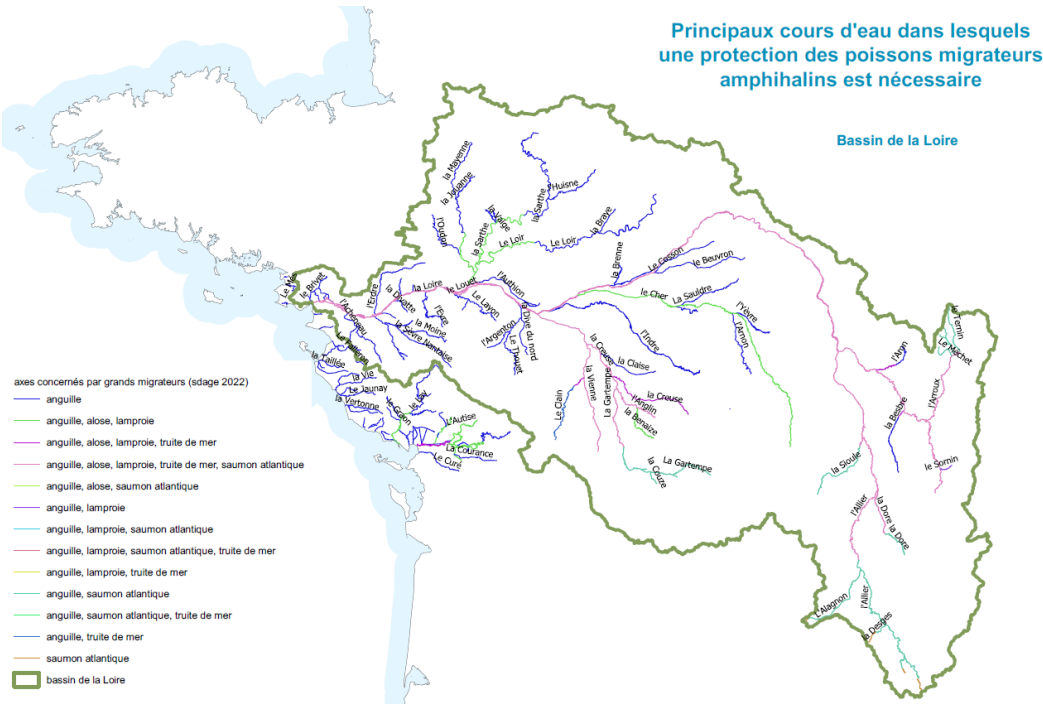 Principaux cours d'eau dans lesquels
une protection des poissons migrateurs
amphihalins est nécessaire
Bassin de la Loire
la Mayenne
la Jouanne
l'Oudon
la Vaige
la Sarthe
la Sarthe
Huisne
Le Loir
Le Loir
la Braye
la Brenne
Le Cosson
le Beuvron
le Cher
La Sauldre
l'Yèvre
l'Arnon
le Brivet
l'Erdre
la Divatte
la Loire
le Louet
l'Authion
Le Layon
l'Evre
l'Acheneau
la Moine
la Sèvre Nantaise
l'Argenton
Le Thouet
la Dive du nord
l'Indre
la Creuse
la Claise
la Vienne
La Gartempe
la Creuse
l'Anglin
la Benaize
Le Clain
la Couze
La Gartempe
la Taillée
la Vie
Le Jaunay
la Vertonne
L'Autise
La Courance
Le Curé
le Ternin
Le Méchet
l'Aron
l'Arroux
la Besbre
le Sornin
la Sioule
l'Allier
la Dore
la Dore
L'Alagnon
l'Allier
la Desges
axes concernés par grands migrateurs (sdage 2022)
anguille
anguille, alose, lamproie
anguille, alose, lamproie, truite de mer
anguille, alose, lamproie, truite de mer, saumon atlantique
anguille, alose, saumon atlantique
anguille, lamproie
anguille, lamproie, saumon atlantique
anguille, lamproie, saumon atlantique, truite de mer
anguille, lamproie, truite de mer
anguille, saumon atlantique
anguille, saumon atlantique, truite de mer
anguille, truite de mer
saumon atlantique
bassin de la Loire